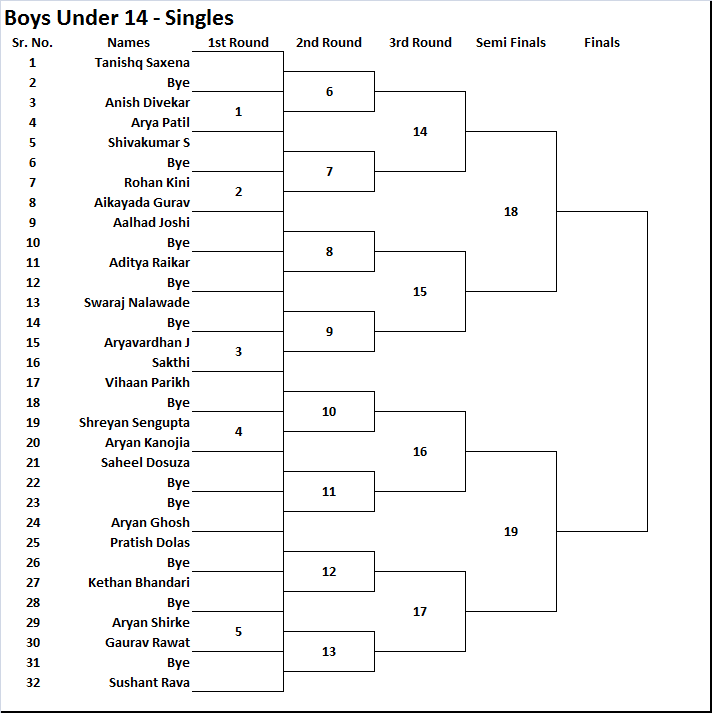 Boys Under 14 - Singles
Sr. No. Names 1st Round 2nd Round 3rd Round Semi Finals Finals
1 Tanishq Saxena
2 Bye 6
3 Anish Divekar 1
4 Arya Patil 14
5 Shivakumar S
6 Bye 7
7 Rohan Kini 2
8 Aikayada Gurav 18
9 Aalhad Joshi
10 Bye 8
11 Aditya Raikar
12 Bye 15
13 Swaraj Nalawade
14 Bye 9
15 Aryavardhan J 3
16 Sakthi
17 Vihaan Parikh
18 Bye 10
19 Shreyan Sengupta 4
20 Aryan Kanojia 16
21 Saheel Dosuza
22 Bye 11
23 Bye
24 Aryan Ghosh 19
25 Pratish Dolas
26 Bye 12
27 Kethan Bhandari
28 Bye 17
29 Aryan Shirke 5
30 Gaurav Rawat 13
31 Bye
32 Sushant Rava